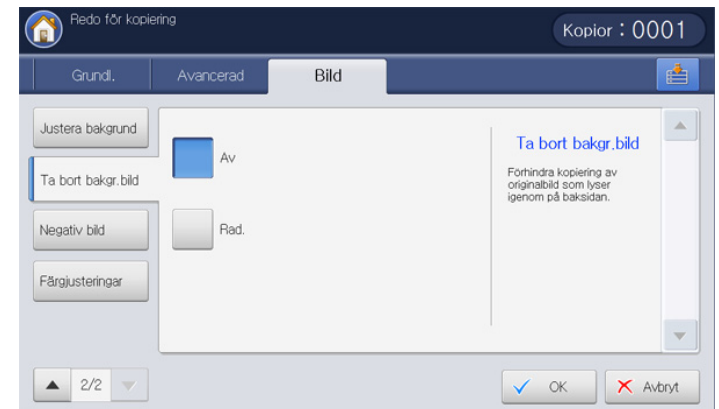 Redo för kopiering
Kopior : 0001
Grundl.
Avancerad
Bild
Justera bakgrund
Ta bort bakgr.bild
Negativ bild
Färgjusteringar
Av
Rad.
Ta bort bakgr.bild
Förhindra kopiering av
originalbild som lyser
igenom på baksidan.
2/2
OK
Avbryt